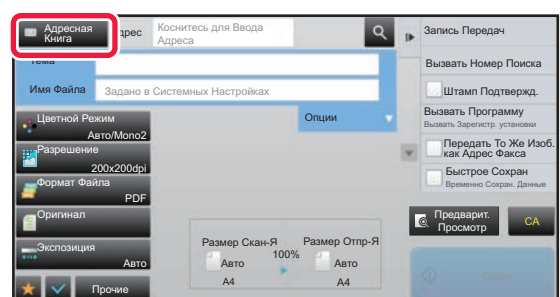 Адресная
Книга
дрес
Коснитесь для Ввода
Адреса
Запись Передач
Тема
Вызвать Номер Поиска
Имя Файла
Задано в Системных Настройках
Штамп Подтвержд.
Цветной Режим
Авто/Mono2
Опции
Вызвать Программу
Вызвать Зарегистр. установки
Разрешение
200x200dpi
Передать То Же Изоб.
как Адрес Факса
Формат Файла
PDF
Быстрое Сохран
Временно Сохран. Данные
Оригинал
Предварит.
Просмотр
CA
Экспозиция
Авто
Размер Скан-Я
Размер Отпр-Я
100%
Авто
Авто
A4
A4
Прочие
Старт